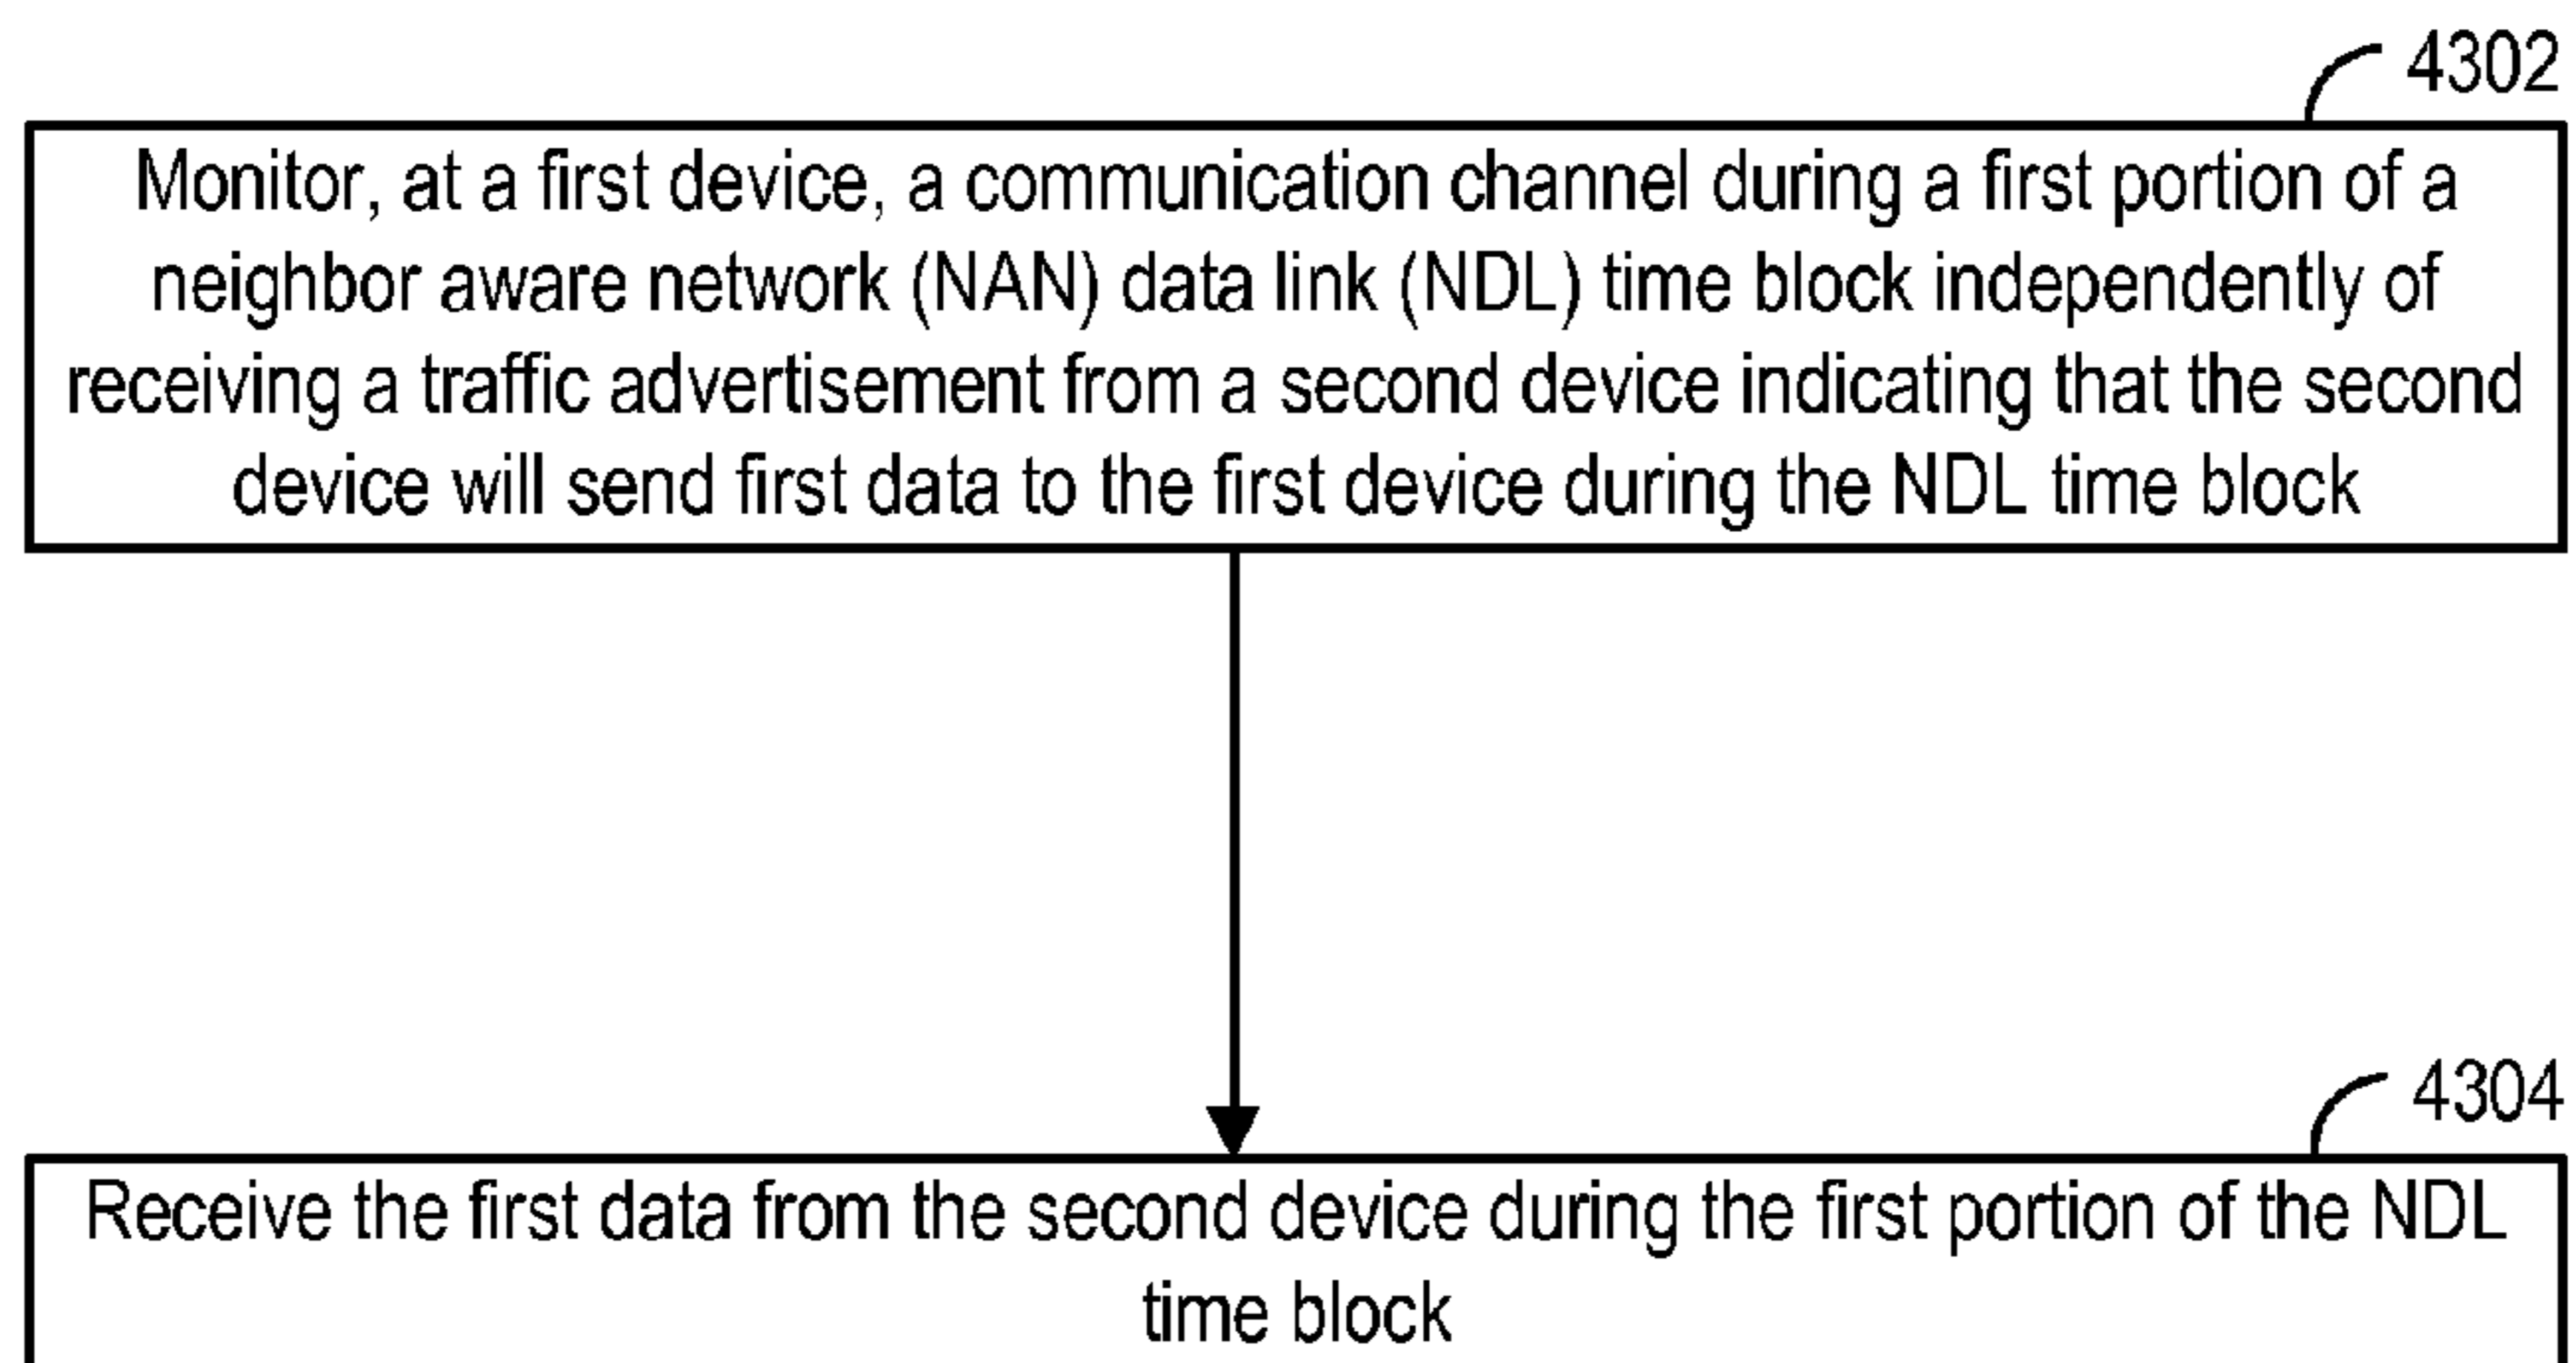 4302
Monitor, at a first device, a communication channel during a first portion of a
neighbor aware network (NAN) data link (NDL) time block independently of
receiving a traffic advertisement from a second device indicating that the second
device will send first data to the first device during the NDL time block
4304
Receive the first data from the second device during the first portion of the NDL
time block